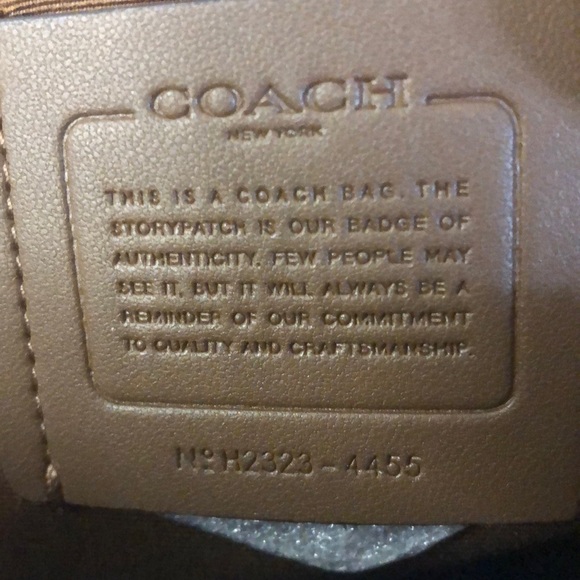 COACH
NEW YORK
THIS IS A COACH BAG. THE
STORYPATCH IS OUR BADGE OF
AUTHENTICITY. FEW PEOPLE MAY
SEE IT, BUT IT WILL ALWAYS BE A
REMINDER OF OUR COMMITMENT
TO QUALITY AND CRAFTSMANSHIP.
Nº H2323-4455